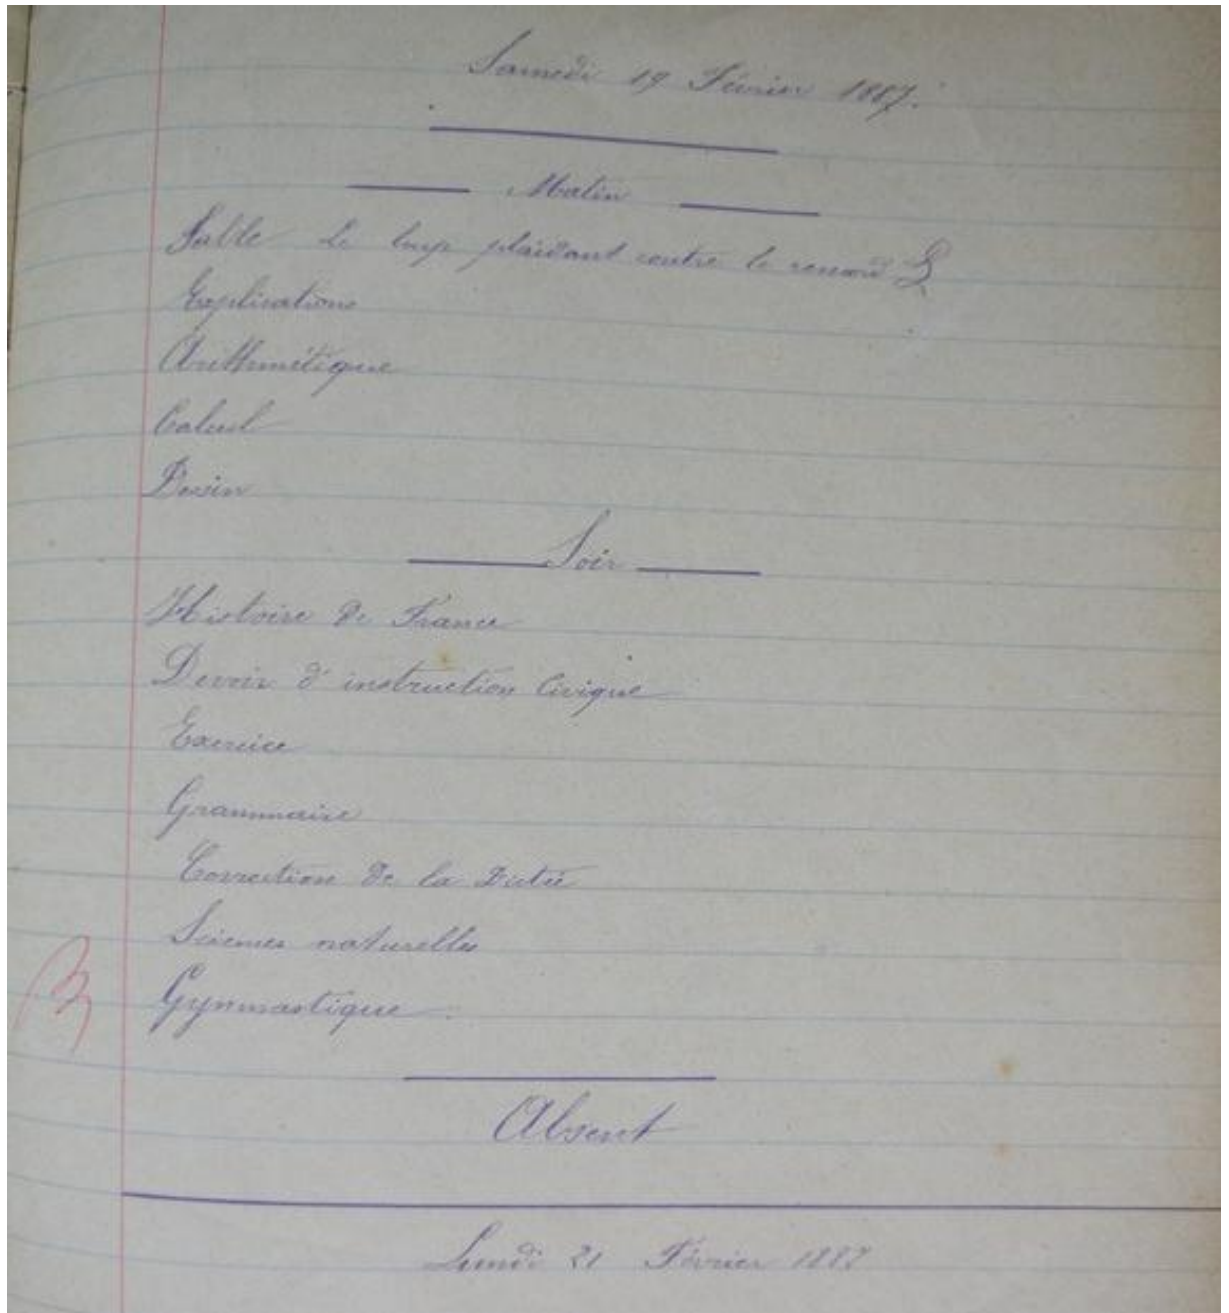 Samedi 19 Février 1887.
Matin
Fable Le loup plaidant contre le renard
Explications
Arithmétique
Calcul
Dessin
Soir
Histoire de France
Devoir d'instruction Civique
Exercice
Grammaire
Correction de la Dictée
Sciences naturelles
Gymnastique.
Absent
Lundi 21 Février 1887